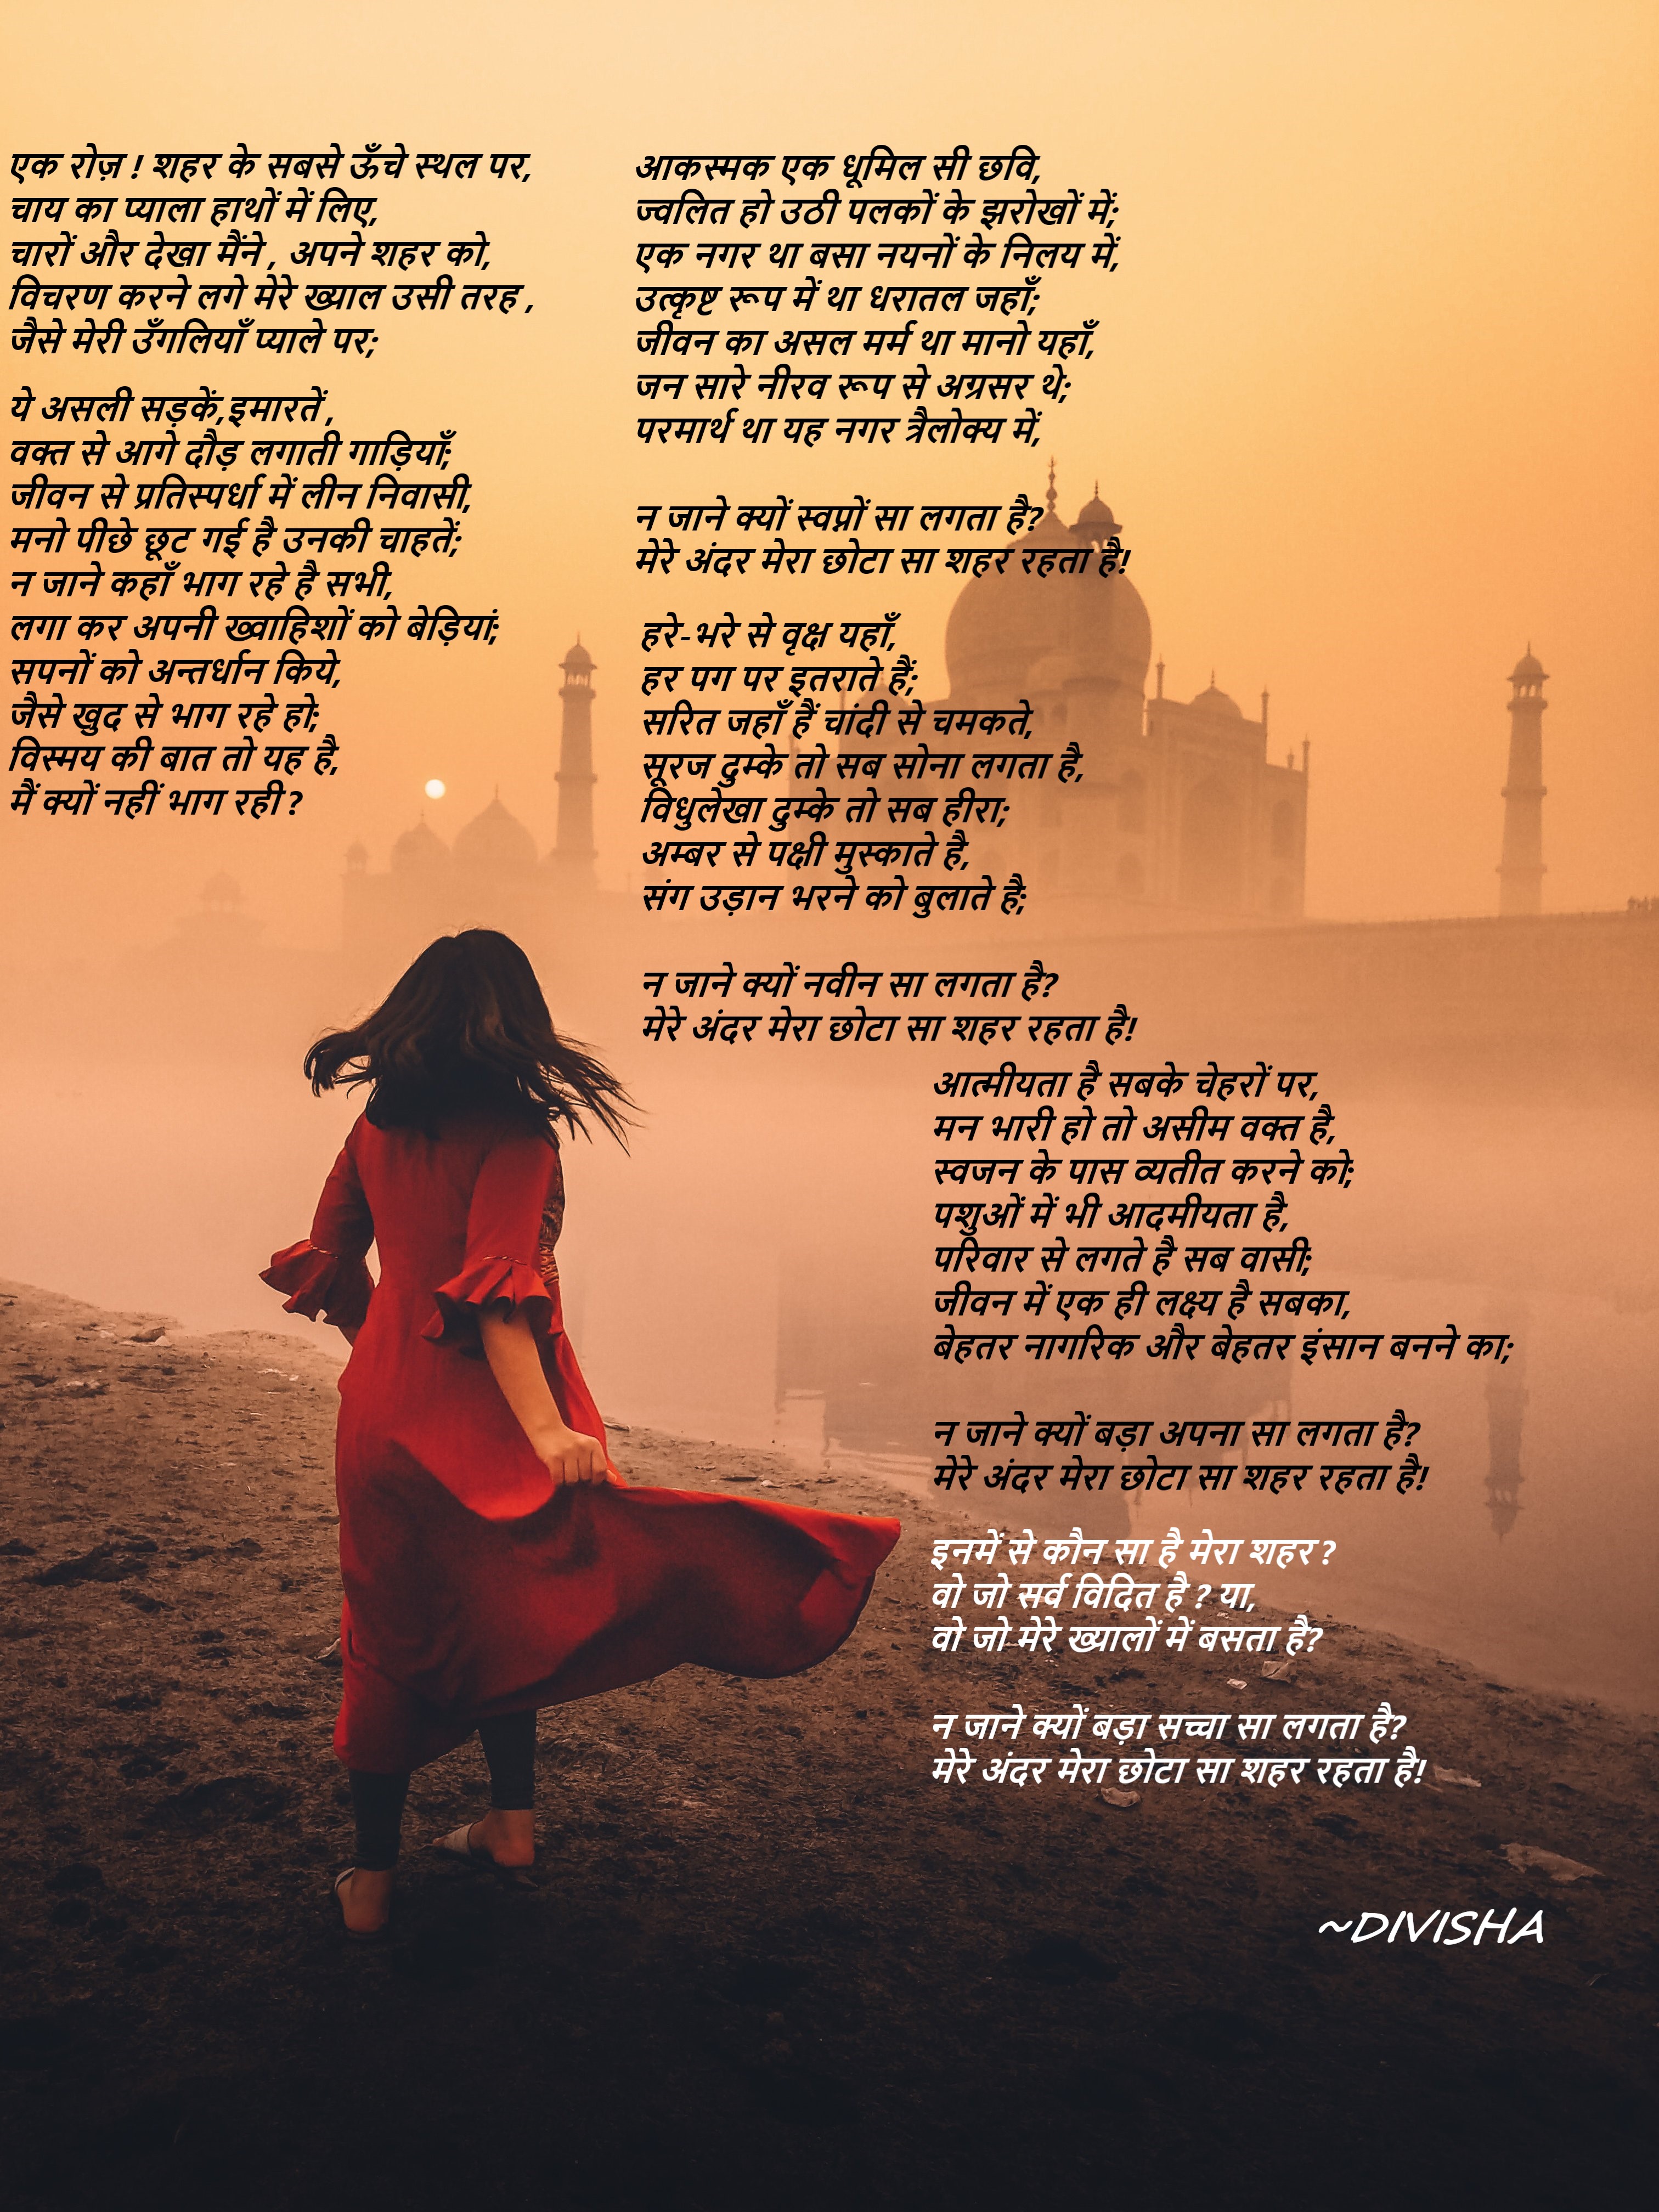 एक रोज़ ! शहर के सबसे ऊँचे स्थल पर,
चाय का प्याला हाथों में लिए,
चारों और देखा मैंने , अपने शहर को,
विचरण करने लगे मेरे ख्याल उसी तरह ,
जैसे मेरी उँगलियाँ प्याले पर;
ये असली सड़कें,इमारतें ,
वक्त से आगे दौड़ लगाती गाड़ियाँ;
जीवन से प्रतिस्पर्धा में लीन निवासी,
मनो पीछे छूट गई है उनकी चाहतें;
न जाने कहाँ भाग रहे है सभी,
लगा कर अपनी ख्वाहिशों को बेड़ियां;
सपनों को अन्तर्धान किये,
जैसे खुद से भाग रहे हो;
विस्मय की बात तो यह है,
मैं क्यों नहीं भाग रही ?
आकस्मक एक धूमिल सी छवि,
ज्वलित हो उठी पलकों के झरोखों में;
एक नगर था बसा नयनों के निलय में,
उत्कृष्ट रूप में था धरातल जहाँ;
जीवन का असल मर्म था मानो यहाँ,
जन सारे नीरव रूप से अग्रसर थे;
परमार्थ था यह नगर त्रैलोक्य में,
न जाने क्यों स्वप्नों सा लगता है?
मेरे अंदर मेरा छोटा सा शहर रहता है!
हरे-भरे से वृक्ष यहाँ,
हर पग पर इतराते हैं;
सरित जहाँ हैं चांदी से चमकते,
सूरज दुम्के तो सब सोना लगता है,
विधुलेखा दुम्के तो सब हीरा;
अम्बर से पक्षी मुस्काते है,
संग उड़ान भरने को बुलाते है;
न जाने क्यों नवीन सा लगता है?
मेरे अंदर मेरा छोटा सा शहर रहता है!
आत्मीयता है सबके चेहरों पर,
मन भारी हो तो असीम वक्त है,
स्वजन के पास व्यतीत करने को;
पशुओं में भी आदमीयता है,
परिवार से लगते है सब वासी;
जीवन में एक ही लक्ष्य है सबका,
बेहतर नागरिक और बेहतर इंसान बनने का;
न जाने क्यों बड़ा अपना सा लगता है?
मेरे अंदर मेरा छोटा सा शहर रहता है!
इनमें से कौन सा है मेरा शहर ?
वो जो सर्व विदित है ? या,
वो जो मेरे ख्यालों में बसता है?
न जाने क्यों बड़ा सच्चा सा लगता है?
मेरे अंदर मेरा छोटा सा शहर रहता है!
~DIVISHA